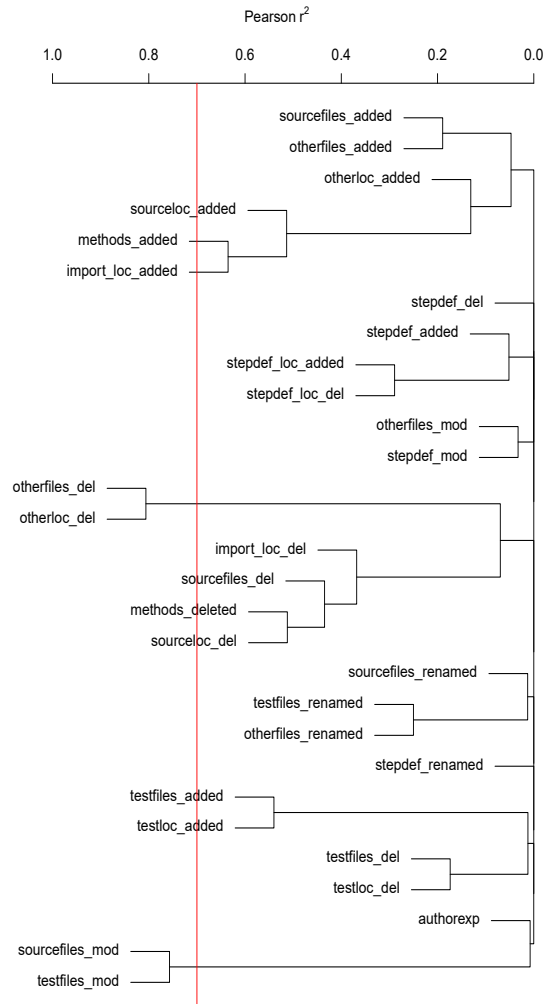 Pearson r²
1.0 0.8 0.6 0.4 0.2 0.0
sourcefiles_added
otherfiles_added
otherloc_added
sourceloc_added
methods_added
import_loc_added
stepdef_del
stepdef_added
stepdef_loc_added
stepdef_loc_del
otherfiles_mod
stepdef_mod
otherfiles_del
otherloc_del
import_loc_del
sourcefiles_del
methods_deleted
sourceloc_del
sourcefiles_renamed
testfiles_renamed
otherfiles_renamed
stepdef_renamed
testfiles_added
testloc_added
testfiles_del
testloc_del
authorexp
sourcefiles_mod
testfiles_mod